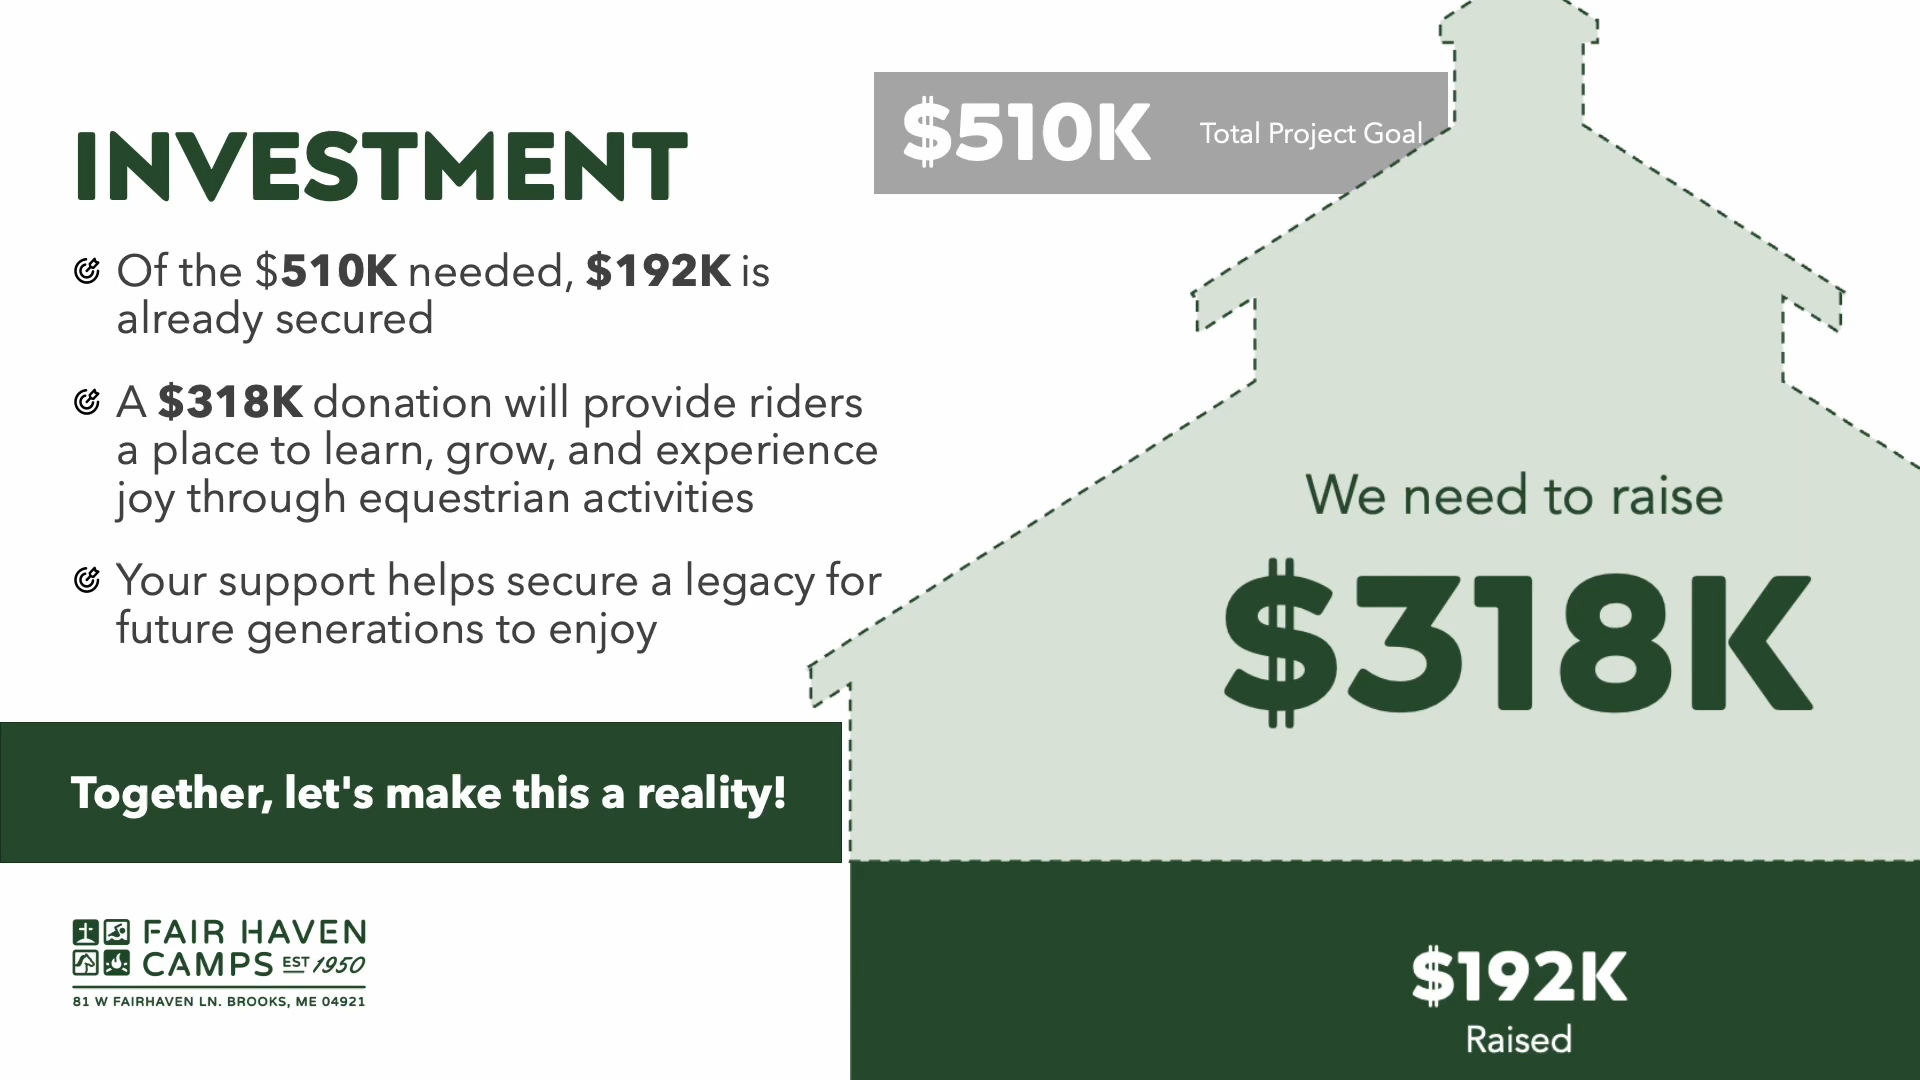 INVESTMENT
Of the $510K needed, $192K is
already secured
A $318K donation will provide riders
a place to learn, grow, and experience
joy through equestrian activities
Your support helps secure a legacy for
future generations to enjoy
Together, let's make this a reality!
FAIR HAVEN
CAMPS EST 1950
81 W FAIRHAVEN LN. BROOKS, ME 04921
$510K Total Project Goal
We need to raise
$318K
$192K
Raised